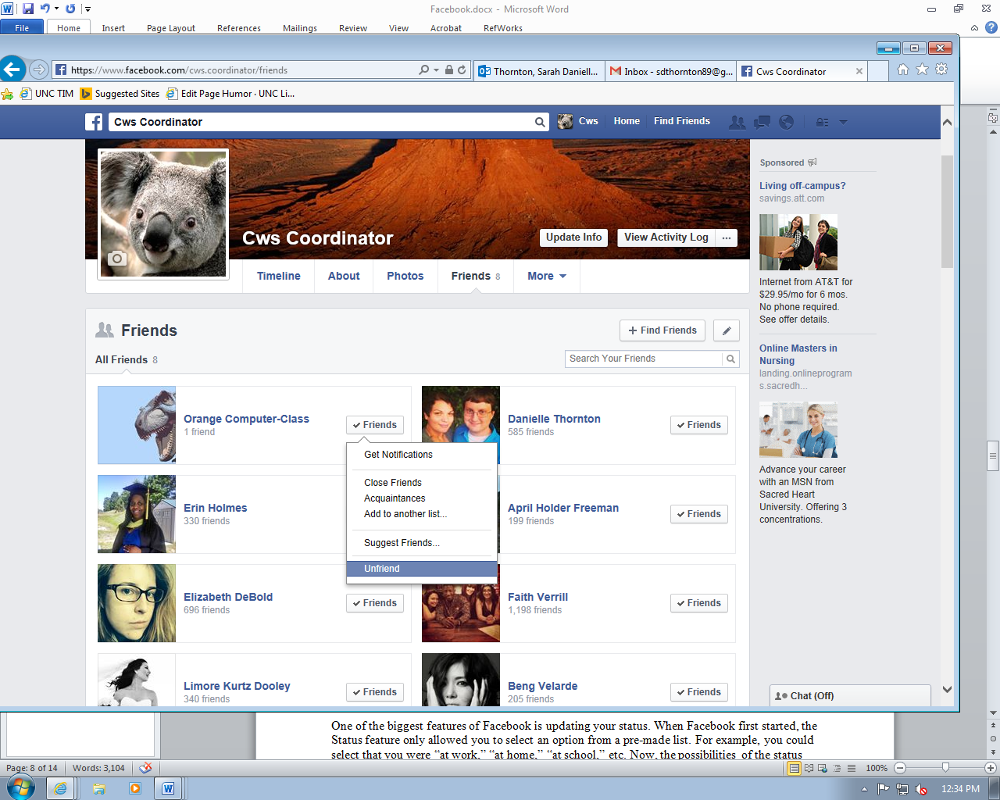 Facebook.docx - Microsoft Word
File Home Insert Page Layout References Mailings Review View Acrobat RefWorks
https://www.facebook.com/cws.coordinator/friends
Thornton, Sarah Daniell...
Inbox - sdthornton89@g...
Cws Coordinator
UNC TIM
Suggested Sites
Edit Page Humor · UNC Li...
Cws Coordinator
Cws
Home
Find Friends
Cws Coordinator
Update Info
View Activity Log
...
Timeline
About
Photos
Friends 8
More
Friends
+ Find Friends
All Friends 8
Search Your Friends
Orange Computer-Class
1 friend
Friends
Danielle Thornton
585 friends
Friends
Get Notifications
Close Friends
Acquaintances
Add to another list...
Suggest Friends...
Unfriend
Erin Holmes
330 friends
April Holder Freeman
199 friends
Friends
Elizabeth DeBold
696 friends
Friends
Faith Verrill
1,198 friends
Friends
Limore Kurtz Dooley
340 friends
Friends
Beng Velarde
205 friends
Friends
Sponsored
Living off-campus?
savings.att.com
Internet from AT&T for
$29.95/mo for 6 mos.
No phone required.
See offer details.
Online Masters in
Nursing
landing.onlineprogram
s.sacredh...
Advance your career
with an MSN from
Sacred Heart
University. Offering 3
concentrations.
Chat (Off)
One of the biggest features of Facebook is updating your status. When Facebook first started, the
Status feature only allowed you to select an option from a pre-made list. For example, you could
select that you were “at work,” “at home,” “at school,” etc. Now, the possibilities of the status
Page: 8 of 14
Words: 3,104
100%
12:34 PM